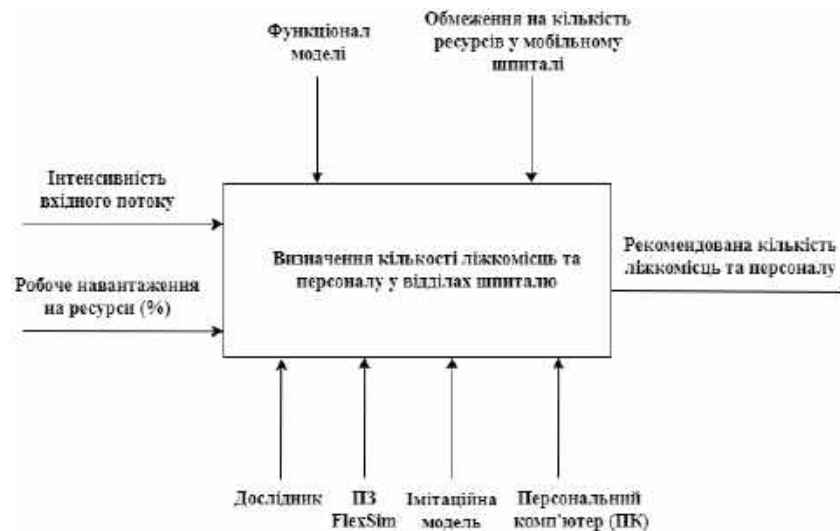 Функціонал
моделі
Обмеження на кількість
ресурсів у мобільному
шпиталі
Інтенсивність
вхідного потоку
Робоче навантаження
на ресурси (%)
Визначення кількості ліжкомісць та
персоналу у відділах шпиталю
Рекомендована кількість
ліжкомісць та персоналу
Дослідник
ПЗ
FlexSim
Імітаційна
модель
Персональний
комп'ютер (ПК)